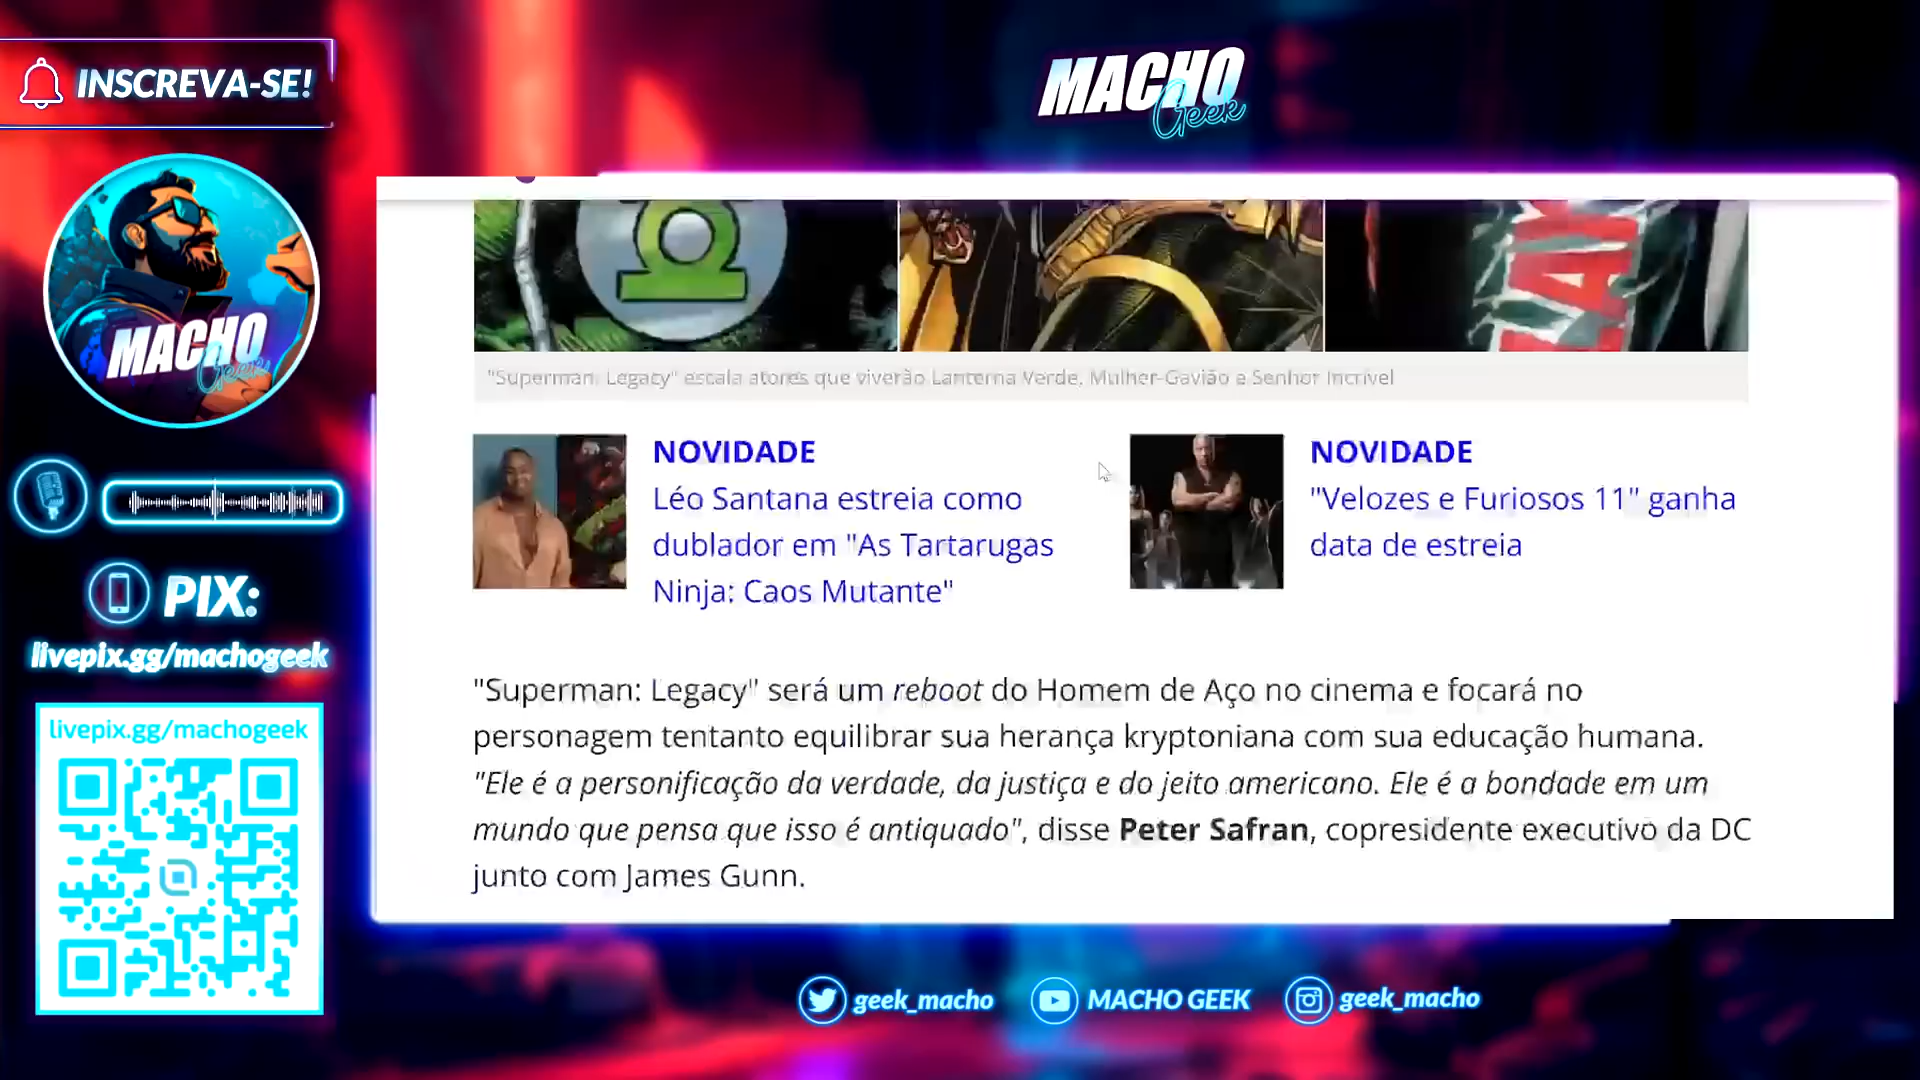 INSCREVA-SE!
MACHO
Geek
MACHO
Geek
PIX:
livepix.gg/machogeek
livepix.gg/machogeek
"Superman: Legacy" escala atores que viverão Lanterna Verde, Mulher-Gavião e Senhor Incrível
NOVIDADE
Léo Santana estreia como
dublador em "As Tartarugas
Ninja: Caos Mutante"
NOVIDADE
"Velozes e Furiosos 11" ganha
data de estreia
"Superman: Legacy" será um reboot do Homem de Aço no cinema e focará no
personagem tentanto equilibrar sua herança kryptoniana com sua educação humana.
"Ele é a personificação da verdade, da justiça e do jeito americano. Ele é a bondade em um
mundo que pensa que isso é antiquado", disse Peter Safran, copresidente executivo da DC
junto com James Gunn.
geek_macho
MACHO GEEK
geek_macho